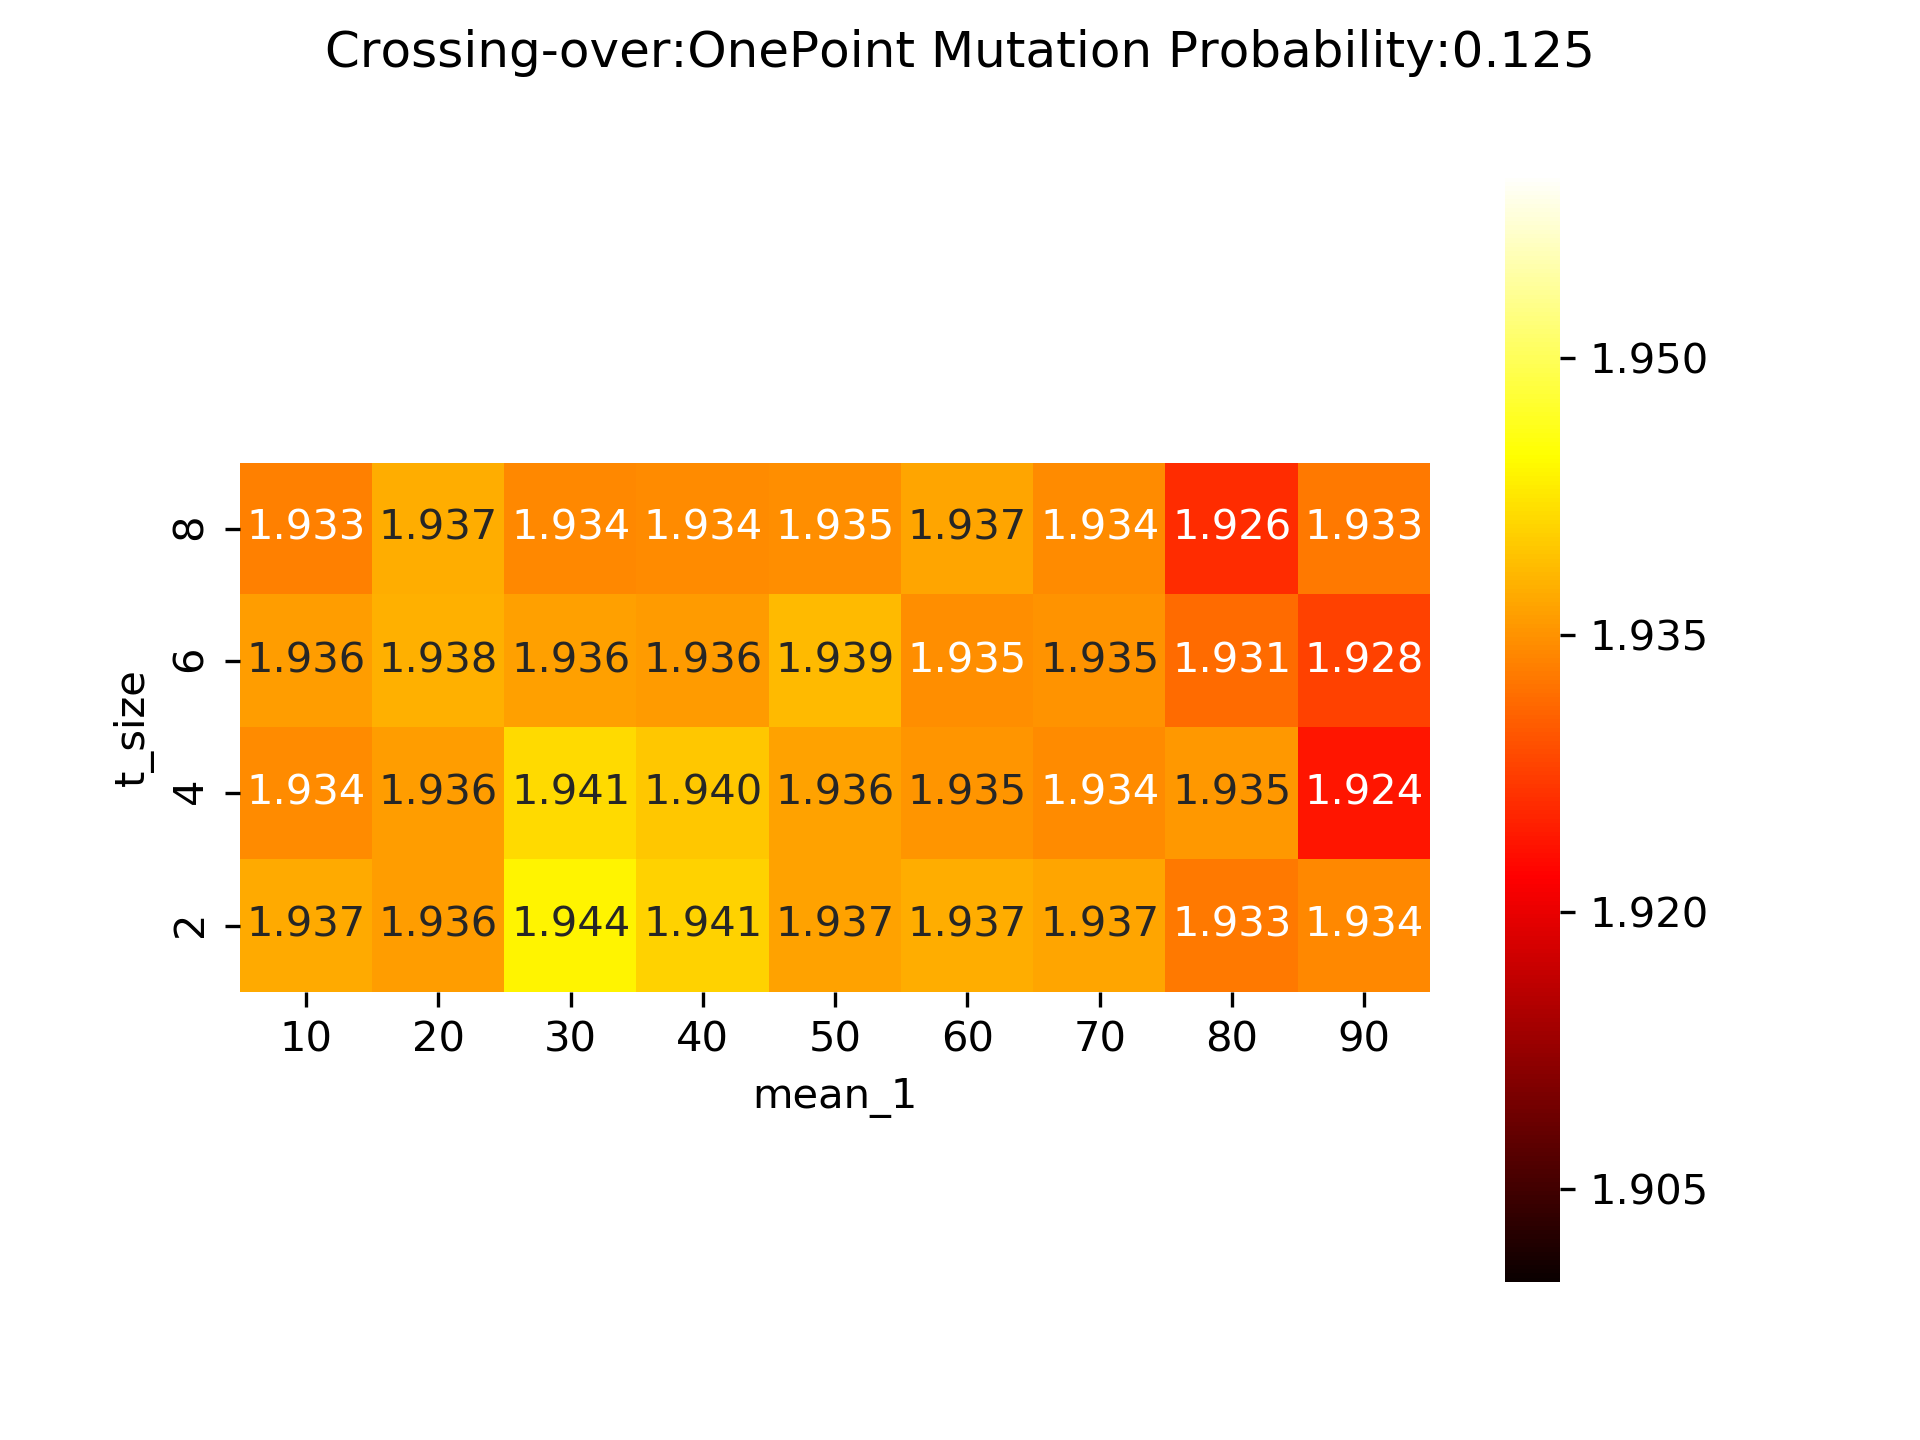 Crossing-over:OnePoint Mutation Probability:0.125
t_size
8 1.933 1.937 1.934 1.934 1.935 1.937 1.934 1.926 1.933
6 1.936 1.938 1.936 1.936 1.939 1.935 1.935 1.931 1.928
4 1.934 1.936 1.941 1.940 1.936 1.935 1.934 1.935 1.924
2 1.937 1.936 1.944 1.941 1.937 1.937 1.937 1.933 1.934
10 20 30 40 50 60 70 80 90
mean_1
1.950
1.935
1.920
1.905